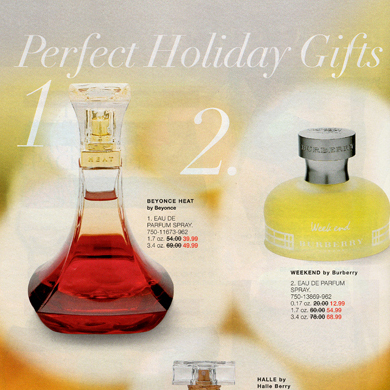 Perfect Holiday Gifts
1.
2.
HEAT
BURBERRY
Weekend
BURBERRY
BEYONCE HEAT
by Beyonce
1. EAU DE
PARFUM SPRAY.
750-11673-962
1.7 oz. 54.00 39.99
3.4 oz. 69.00 49.99
WEEKEND by Burberry
2. EAU DE PARFUM
SPRAY.
750-13669-962
0.17 oz. 20.00 12.99
1.7 oz. 60.00 54.99
3.4 oz. 78.00 68.99
HALLE by
Halle Berry